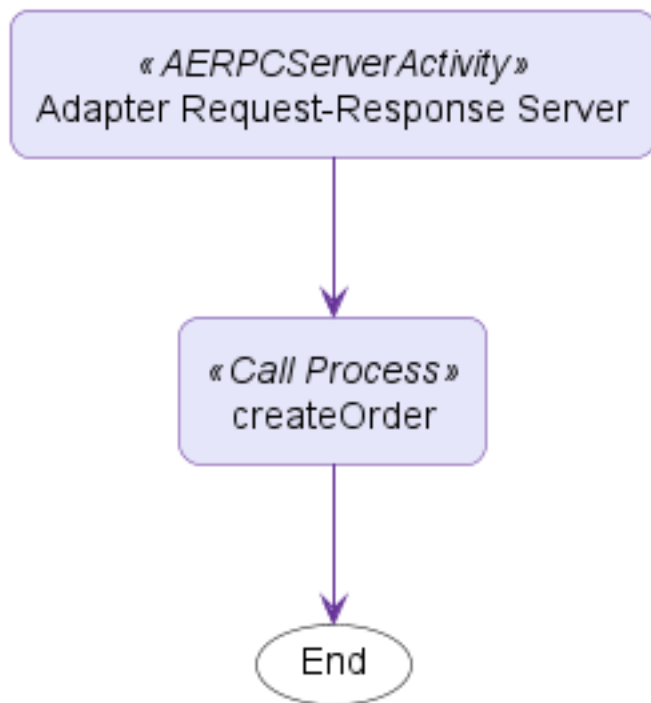 «AERPCServerActivity»
Adapter Request-Response Server
«Call Process»
createOrder
End